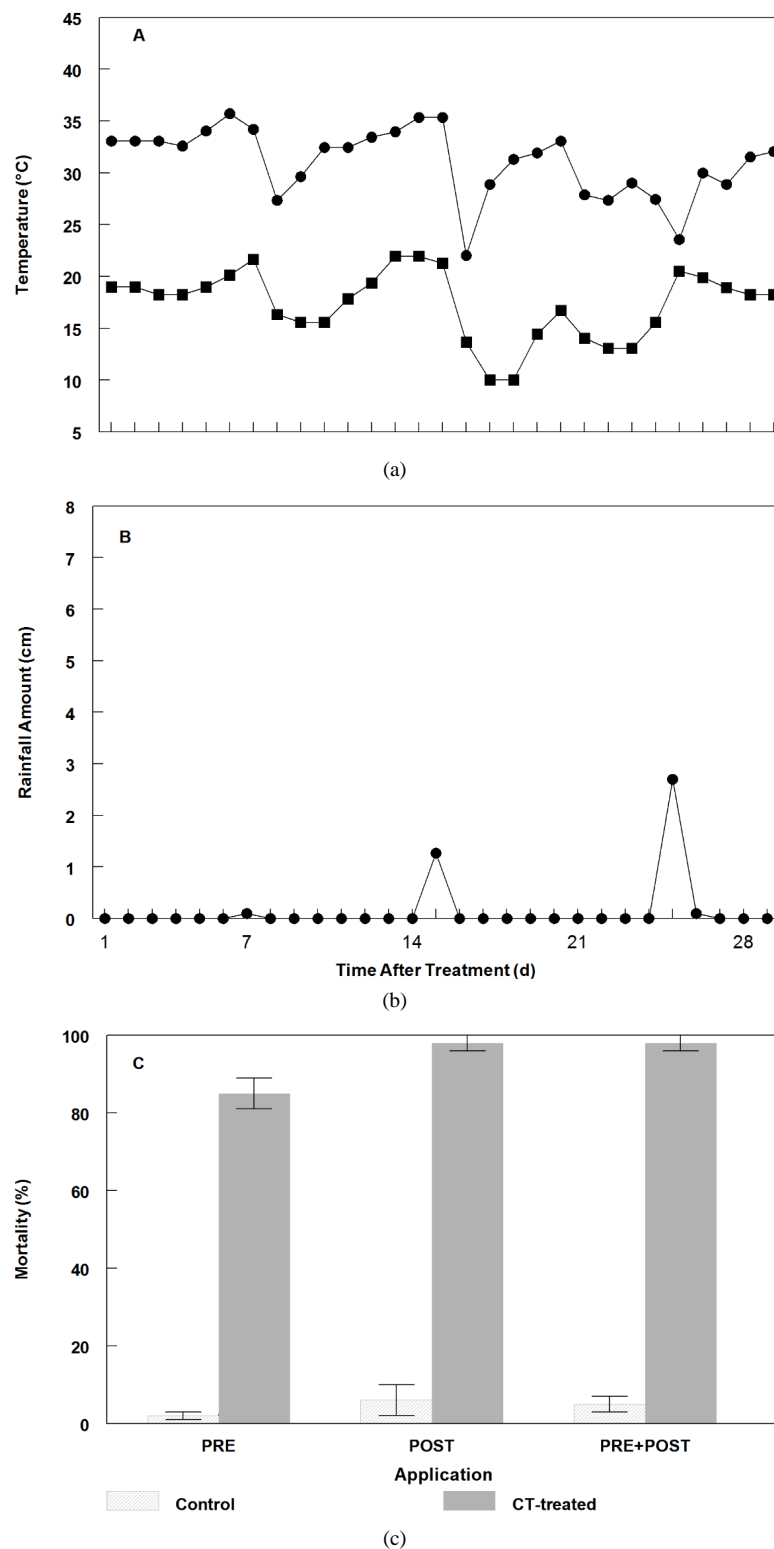 A
45
40
35
30
25
20
15
10
5
Temperature (°C)
(a)
B
8
7
6
5
4
3
2
1
0
Rainfall Amount (cm)
1 7 14 21 28
Time After Treatment (d)
(b)
C
100
80
60
40
20
0
Mortality (%)
PRE POST PRE+POST
Application
Control CT-treated
(c)